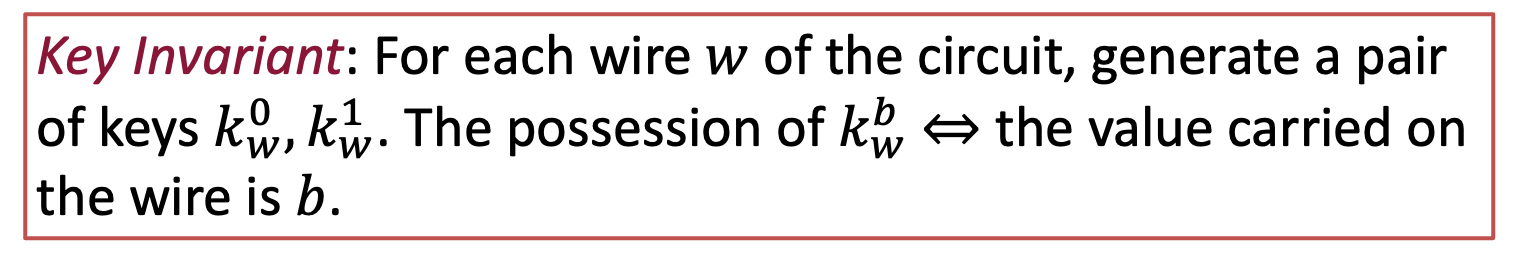 Key Invariant: For each wire w of the circuit, generate a pair
of keys k_w^0, k_w^1. The possession of k_w^b ⇔ the value carried on
the wire is b.